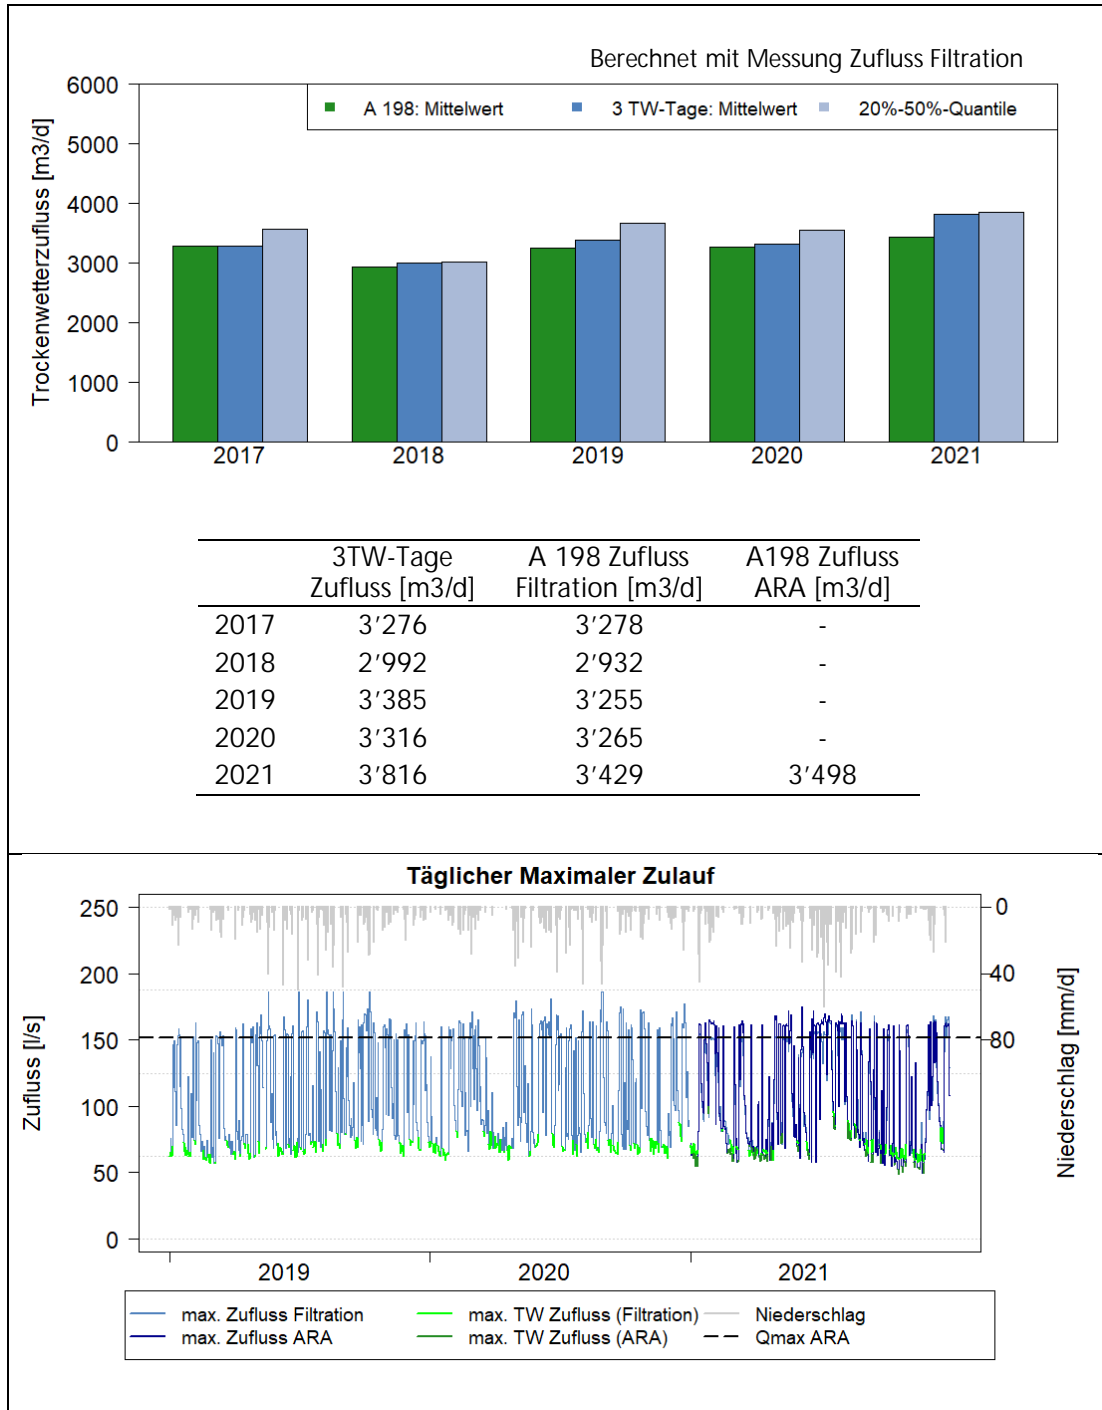 Berechnet mit Messung Zufluss Filtration
A 198: Mittelwert 3 TW-Tage: Mittelwert 20%-50%-Quantile
Trockenwetterzufluss [m3/d]
6000
5000
4000
3000
2000
1000
0
2017 2018 2019 2020 2021
3TW-Tage A 198 Zufluss A198 Zufluss
Zufluss [m3/d] Filtration [m3/d] ARA [m3/d]
2017 3’276 3’278 -
2018 2’992 2’932 -
2019 3’385 3’255 -
2020 3’316 3’265 -
2021 3’816 3’429 3’498
Täglicher Maximaler Zulauf
Zufluss [l/s]
250
200
150
100
50
0
0
40
80
Niederschlag [mm/d]
2019 2020 2021
max. Zufluss Filtration max. TW Zufluss (Filtration) Niederschlag
max. Zufluss ARA max. TW Zufluss (ARA) Qmax ARA